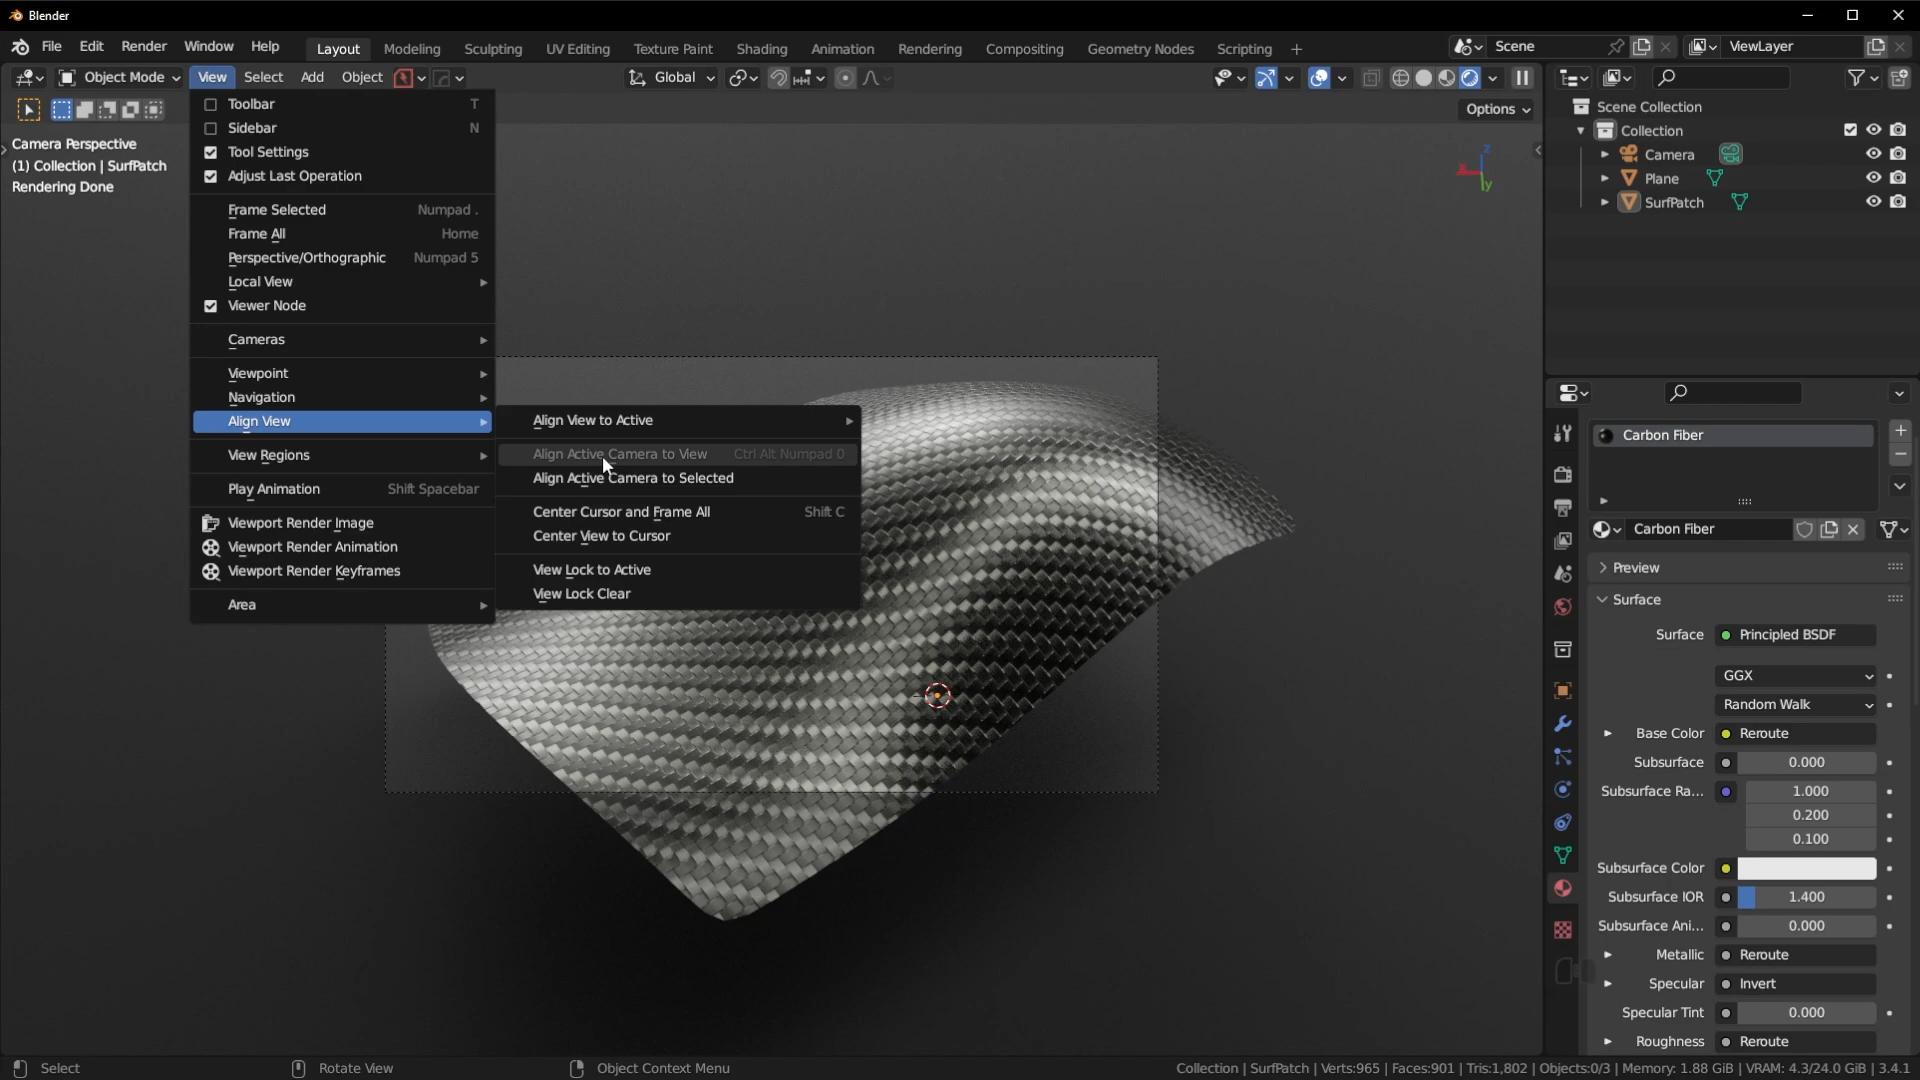 Blender
File Edit Render Window Help Layout Modeling Sculpting UV Editing Texture Paint Shading Animation Rendering Compositing Geometry Nodes Scripting + Scene ViewLayer
Object Mode View Select Add Object Global
Options
Camera Perspective
(1) Collection | SurfPatch
Rendering Done
Toolbar T
Sidebar N
Tool Settings
Adjust Last Operation
Frame Selected Numpad .
Frame All Home
Perspective/Orthographic Numpad 5
Local View
Viewer Node
Cameras
Viewpoint
Navigation
Align View
View Regions
Play Animation Shift Spacebar
Viewport Render Image
Viewport Render Animation
Viewport Render Keyframes
Area
Align View to Active
Align Active Camera to View Ctrl Alt Numpad 0
Align Active Camera to Selected
Center Cursor and Frame All Shift C
Center View to Cursor
View Lock to Active
View Lock Clear
Z
X
y
Scene Collection
Collection
Camera
Plane
SurfPatch
Carbon Fiber
Carbon Fiber
Preview
Surface
Surface Principled BSDF
GGX
Random Walk
Base Color Reroute
Subsurface 0.000
Subsurface Ra... 1.000
0.200
0.100
Subsurface Color
Subsurface IOR 1.400
Subsurface Ani... 0.000
Metallic Reroute
Specular Invert
Specular Tint 0.000
Roughness Reroute
Select Rotate View Object Context Menu Collection | SurfPatch | Verts:965 | Faces:901 | Tris:1,802 | Objects:0/3 | Memory: 1.88 GiB | VRAM: 4.3/24.0 GiB | 3.4.1